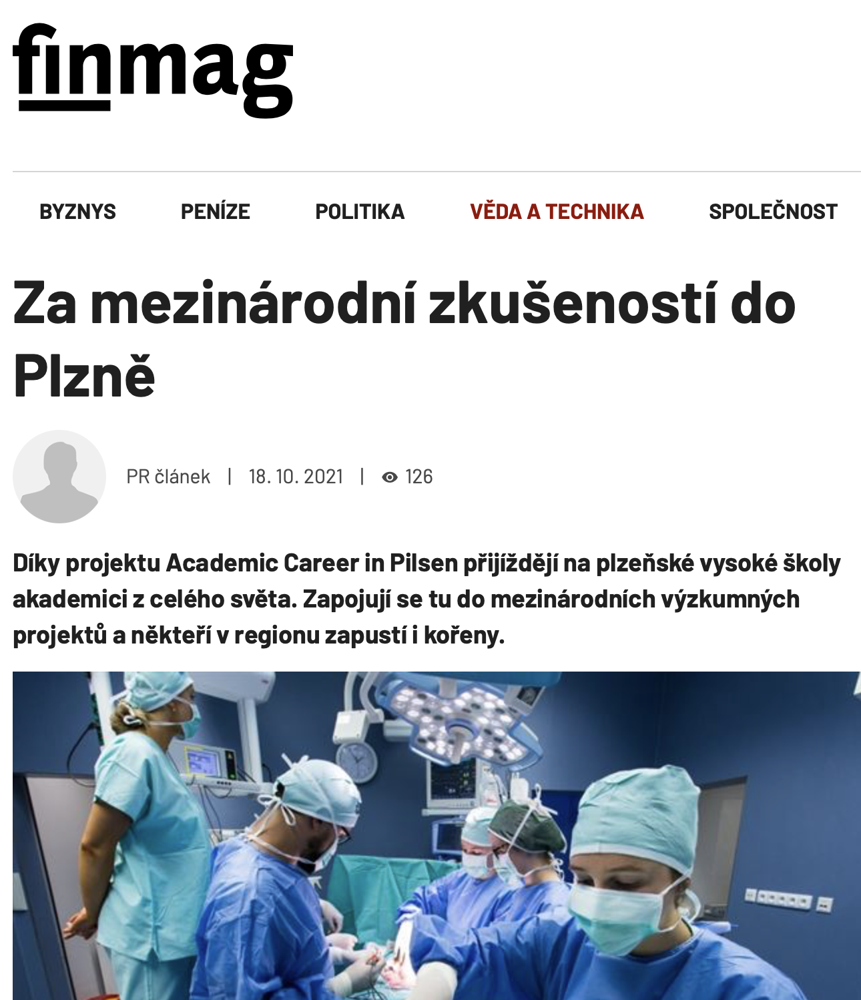 finmag
BYZNYS PENÍZE POLITIKA VĚDA A TECHNIKA SPOLEČNOST
Za mezinárodní zkušeností do
Plzně
PR článek | 18. 10. 2021 | 126
Díky projektu Academic Career in Pilsen přijíždějí na plzeňské vysoké školy
akademici z celého světa. Zapojují se tu do mezinárodních výzkumných
projektů a někteří v regionu zapustí i kořeny.